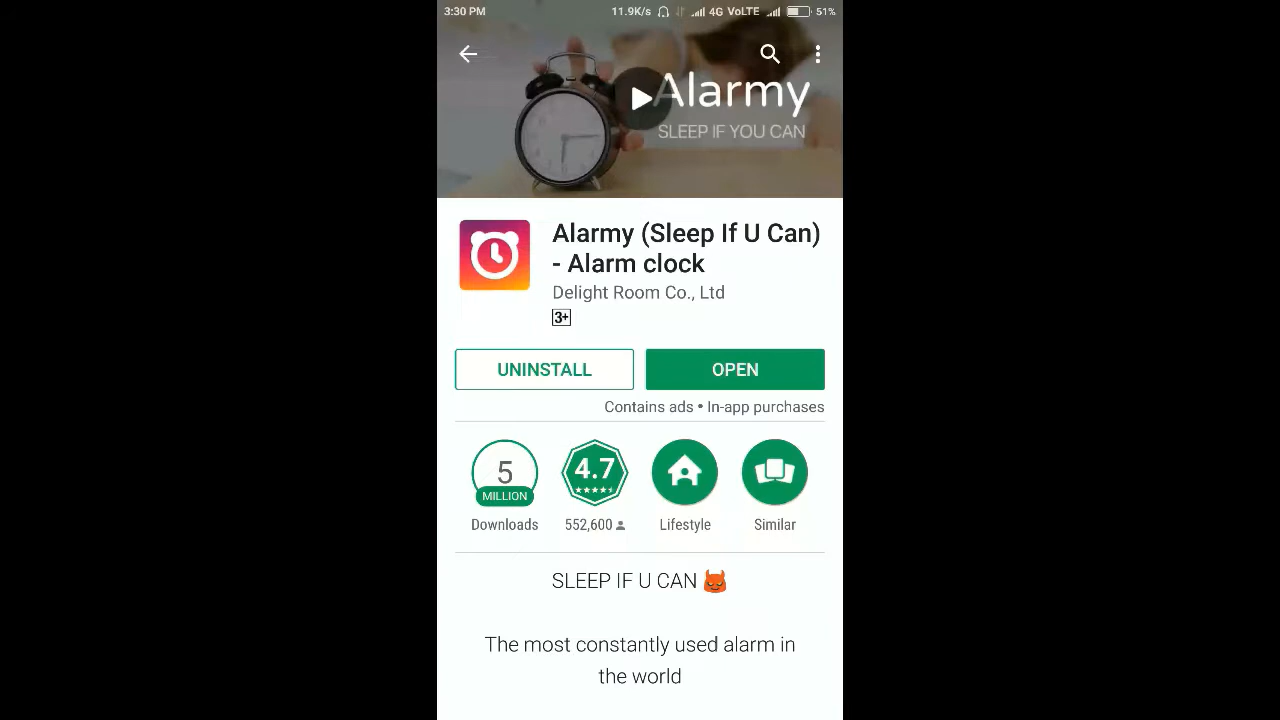 3:30 PM 11.9K/s 4G VoLTE 51%
Alarmy
SLEEP IF YOU CAN
Alarmy (Sleep If U Can)
- Alarm clock
Delight Room Co., Ltd
3+
UNINSTALL OPEN
Contains ads • In-app purchases
5 4.7
MILLION
Downloads 552,600 Lifestyle Similar
SLEEP IF U CAN
The most constantly used alarm in
the world